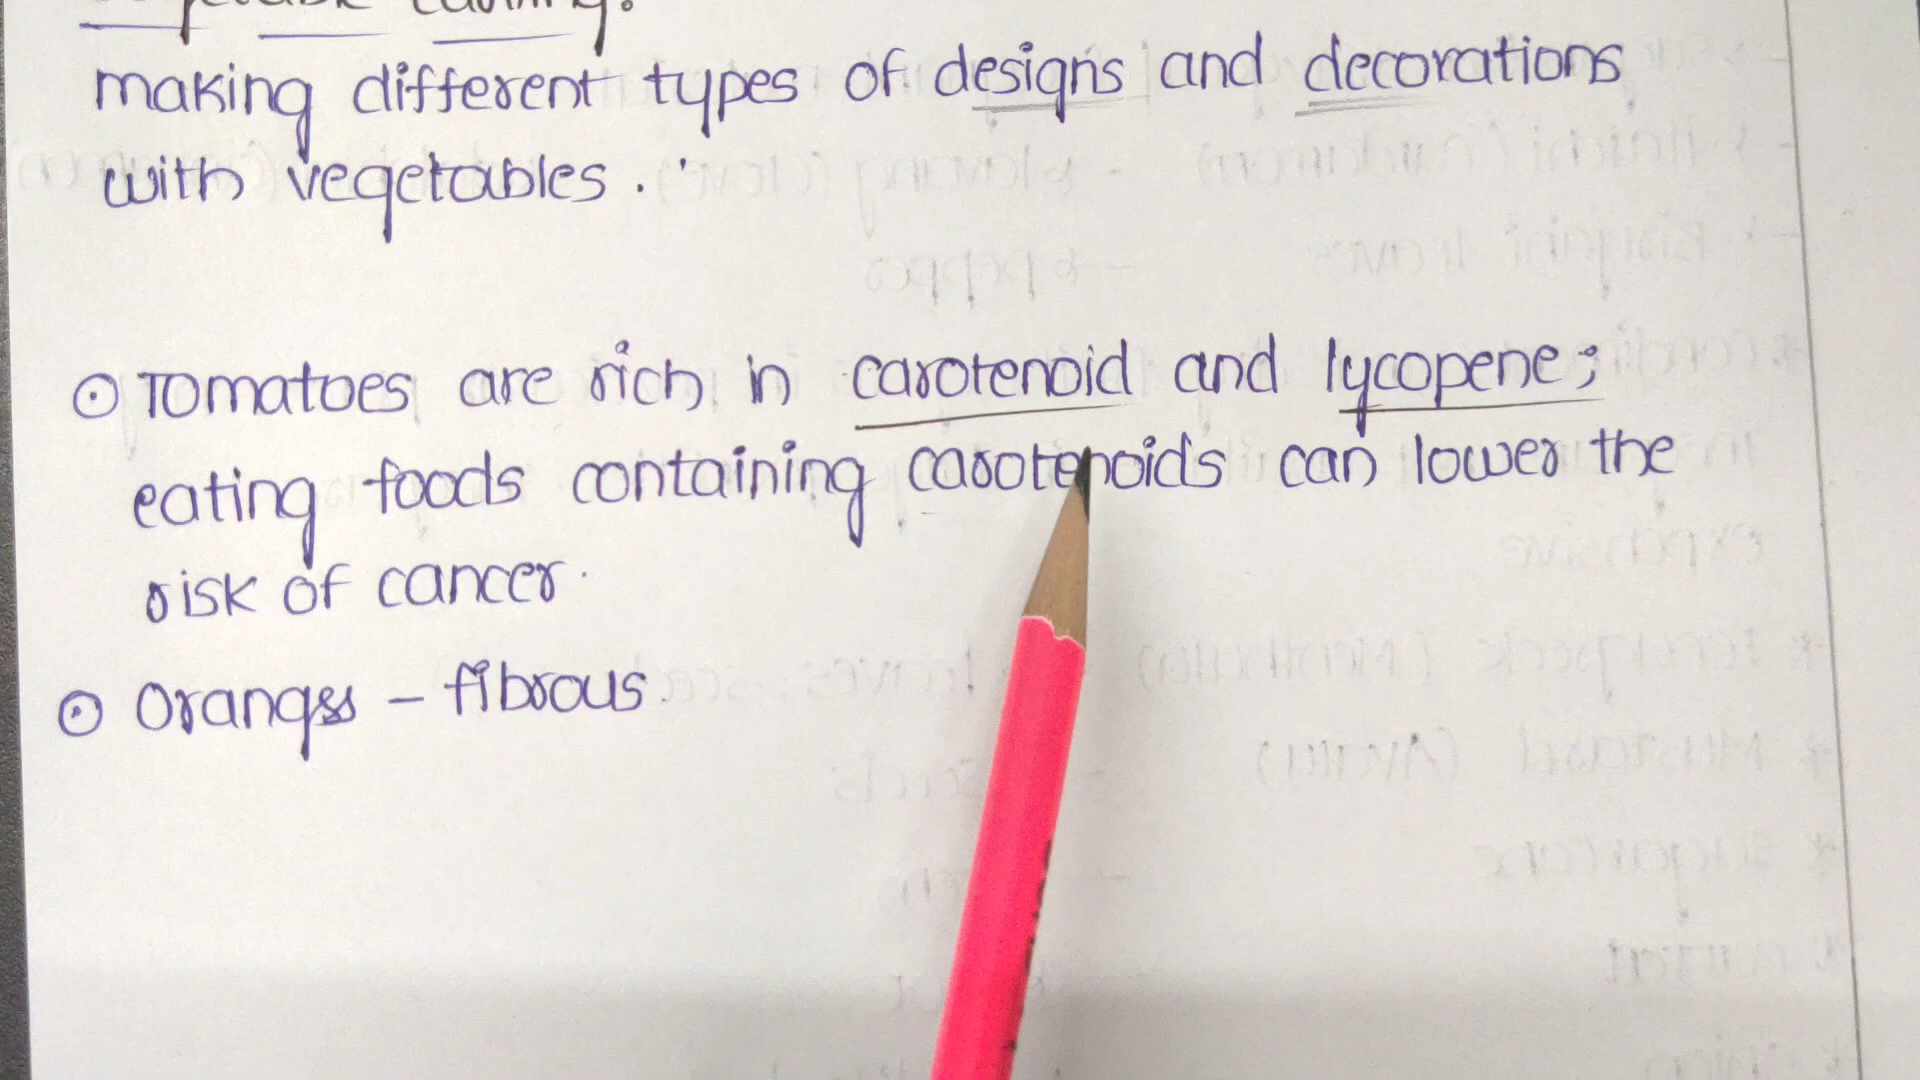 making different types of designs and decorations
with vegetables.
⊙ Tomatoes are rich in carotenoid and lycopene;
eating foods containing carotenoids can lower the
risk of cancer.
⊙ Oranges – fibrous